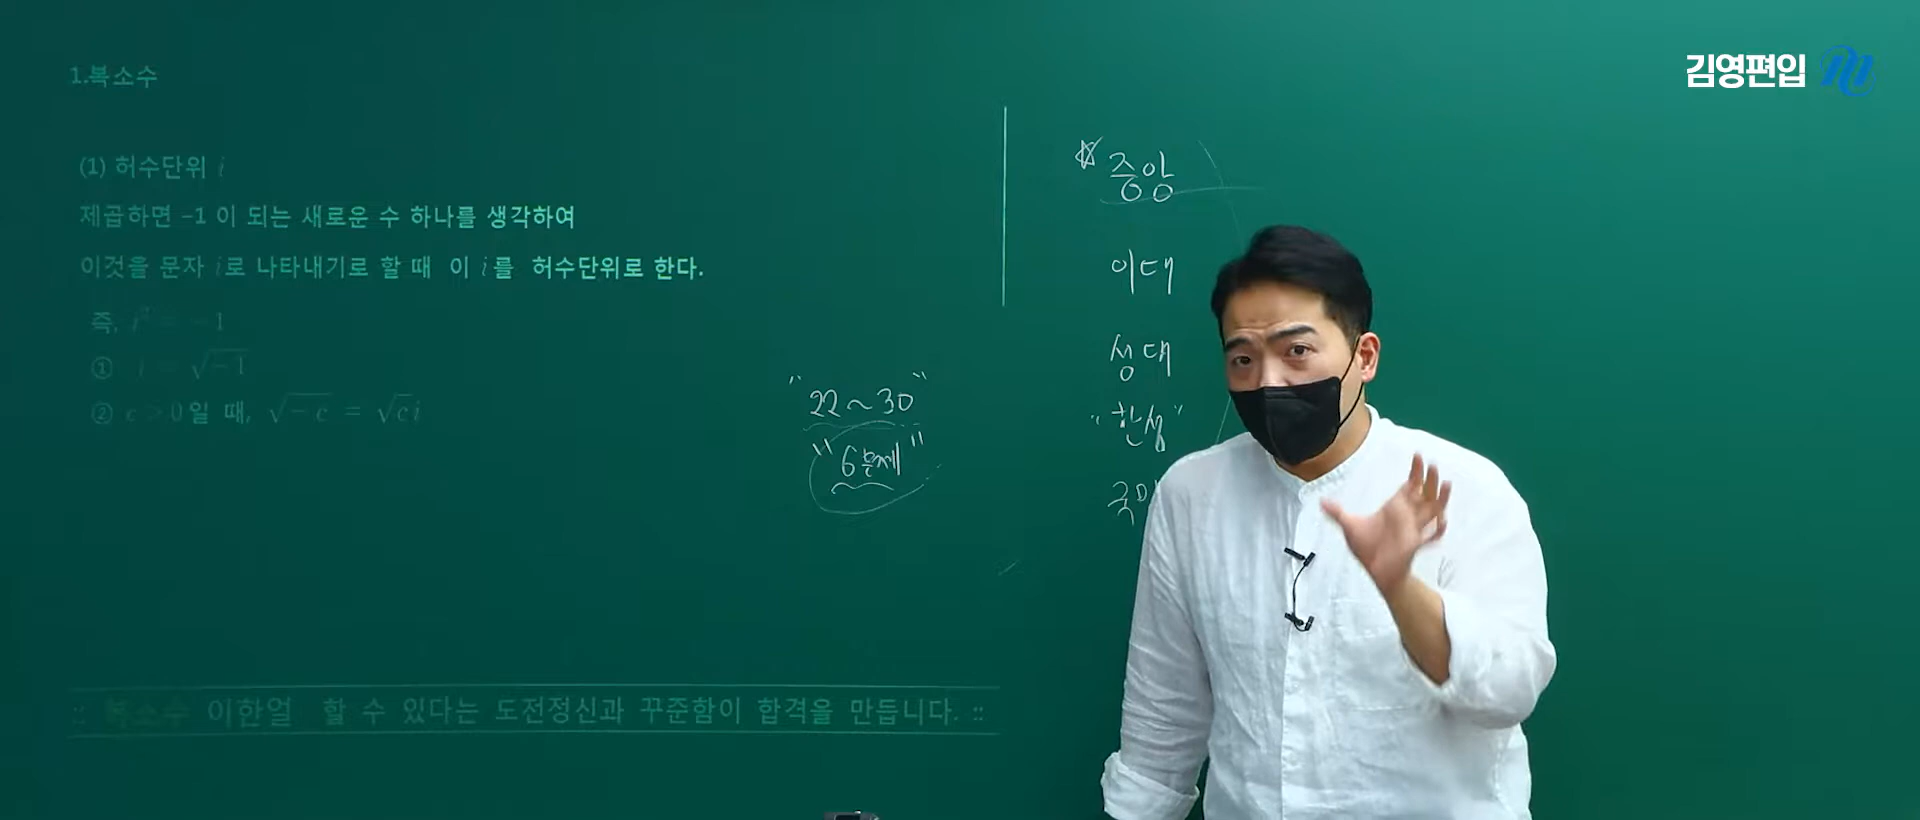 1.복소수
(1) 허수단위 i
제곱하면 −1 이 되는 새로운 수 하나를 생각하여
이것을 문자 i로 나타내기로 할 때 이 i를 허수단위로 한다.
즉, i² = −1
① i = √−1
② c > 0일 때, √−c = √c i
"22~30"
"6문제"
중앙
이대
성대
국민
:: 복소수 이한얼 할 수 있다는 도전정신과 꾸준함이 합격을 만듭니다. ::
김영편입